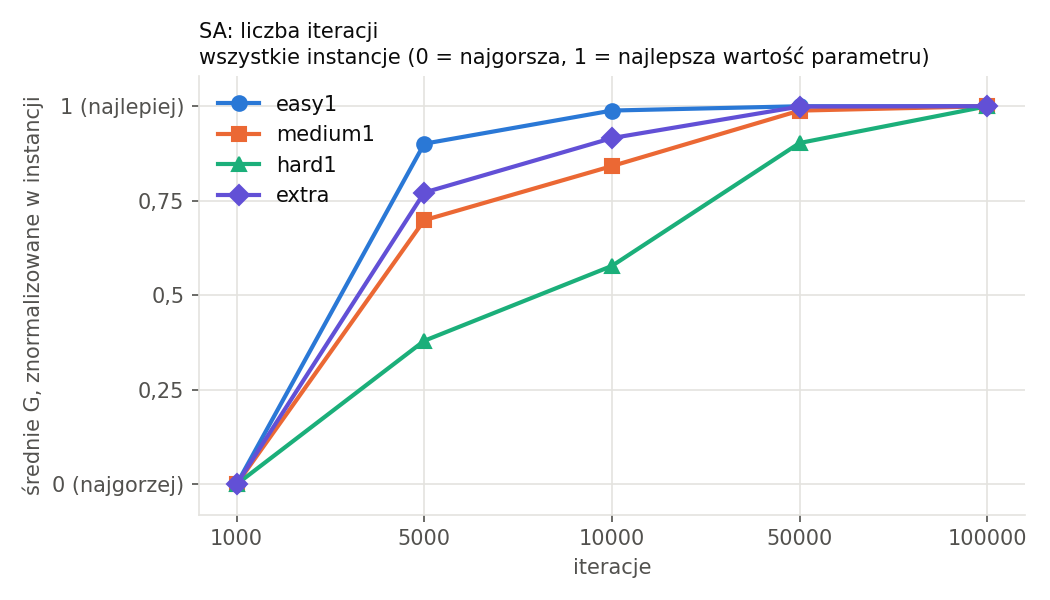 SA: liczba iteracji
wszystkie instancje (0 = najgorsza, 1 = najlepsza wartość parametru)
średnie G, znormalizowane w instancji
1 (najlepiej)
0,75
0,5
0,25
0 (najgorzej)
easy1
medium1
hard1
extra
1000
5000
10000
50000
100000
iteracje